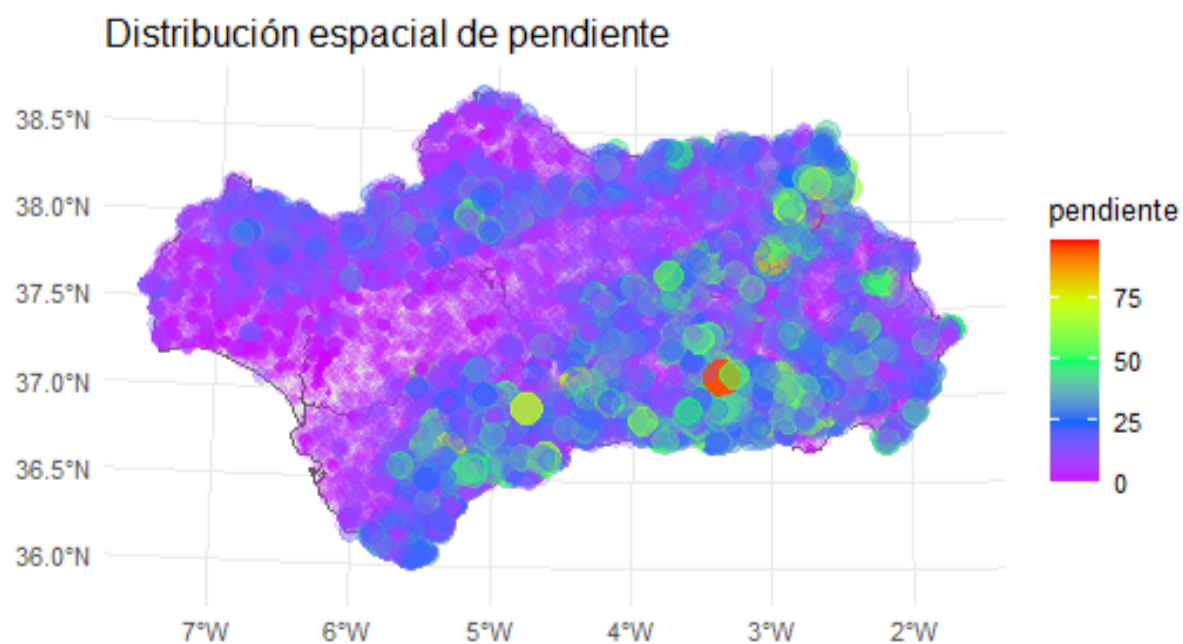 Distribución espacial de pendiente
38.5°N
38.0°N
37.5°N
37.0°N
36.5°N
36.0°N
7°W
6°W
5°W
4°W
3°W
2°W
pendiente
75
50
25
0